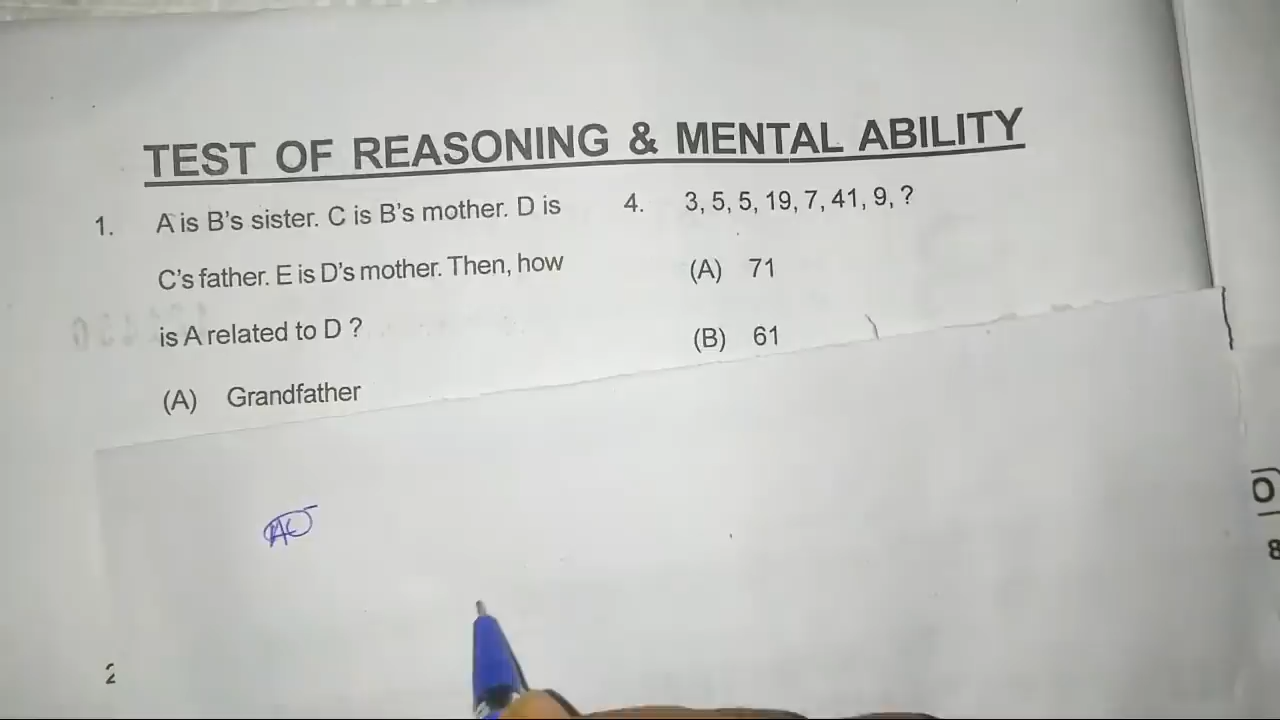 TEST OF REASONING & MENTAL ABILITY
1. A is B's sister. C is B's mother. D is
C's father. E is D's mother. Then, how
is A related to D ?
(A) Grandfather
4. 3, 5, 5, 19, 7, 41, 9, ?
(A) 71
(B) 61
2
8